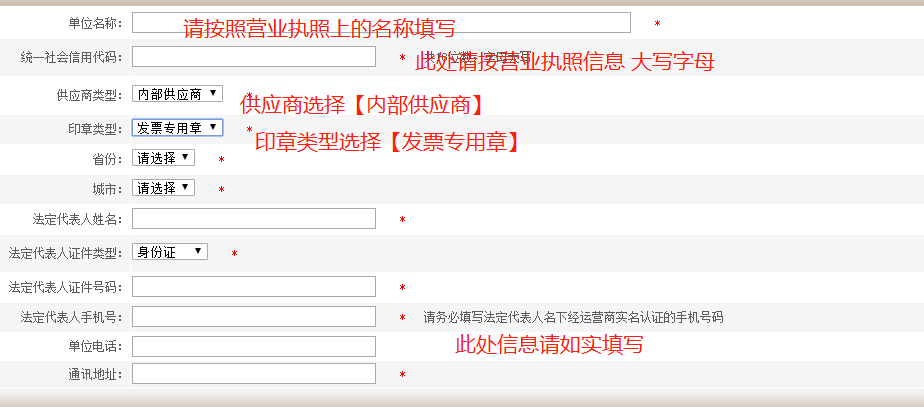 单位名称： * 请按照营业执照上的名称填写
统一社会信用代码： * 此处请按营业执照信息 大写字母
供应商类型： 内部供应商 * 供应商选择【内部供应商】
印章类型： 发票专用章 * 印章类型选择【发票专用章】
省份： 请选择 *
城市： 请选择 *
法定代表人姓名： *
法定代表人证件类型： 身份证 *
法定代表人证件号码： *
法定代表人手机号： * 请务必填写法定代表人名下经运营商实名认证的手机号码
单位电话： 此处信息请如实填写
通讯地址： *